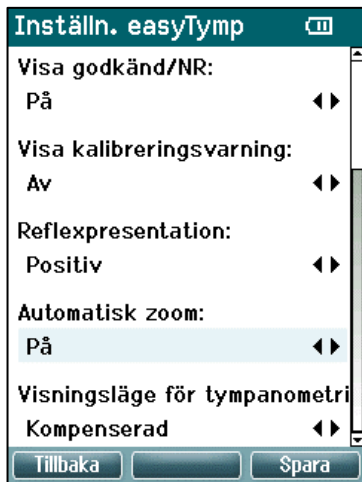 Inställn. easyTymp
Visa godkänd/NR:
På
Visa kalibreringsvarning:
Av
Reflexpresentation:
Positiv
Automatisk zoom:
På
Visningsläge för tympanometri
Kompenserad
Tillbaka Spara